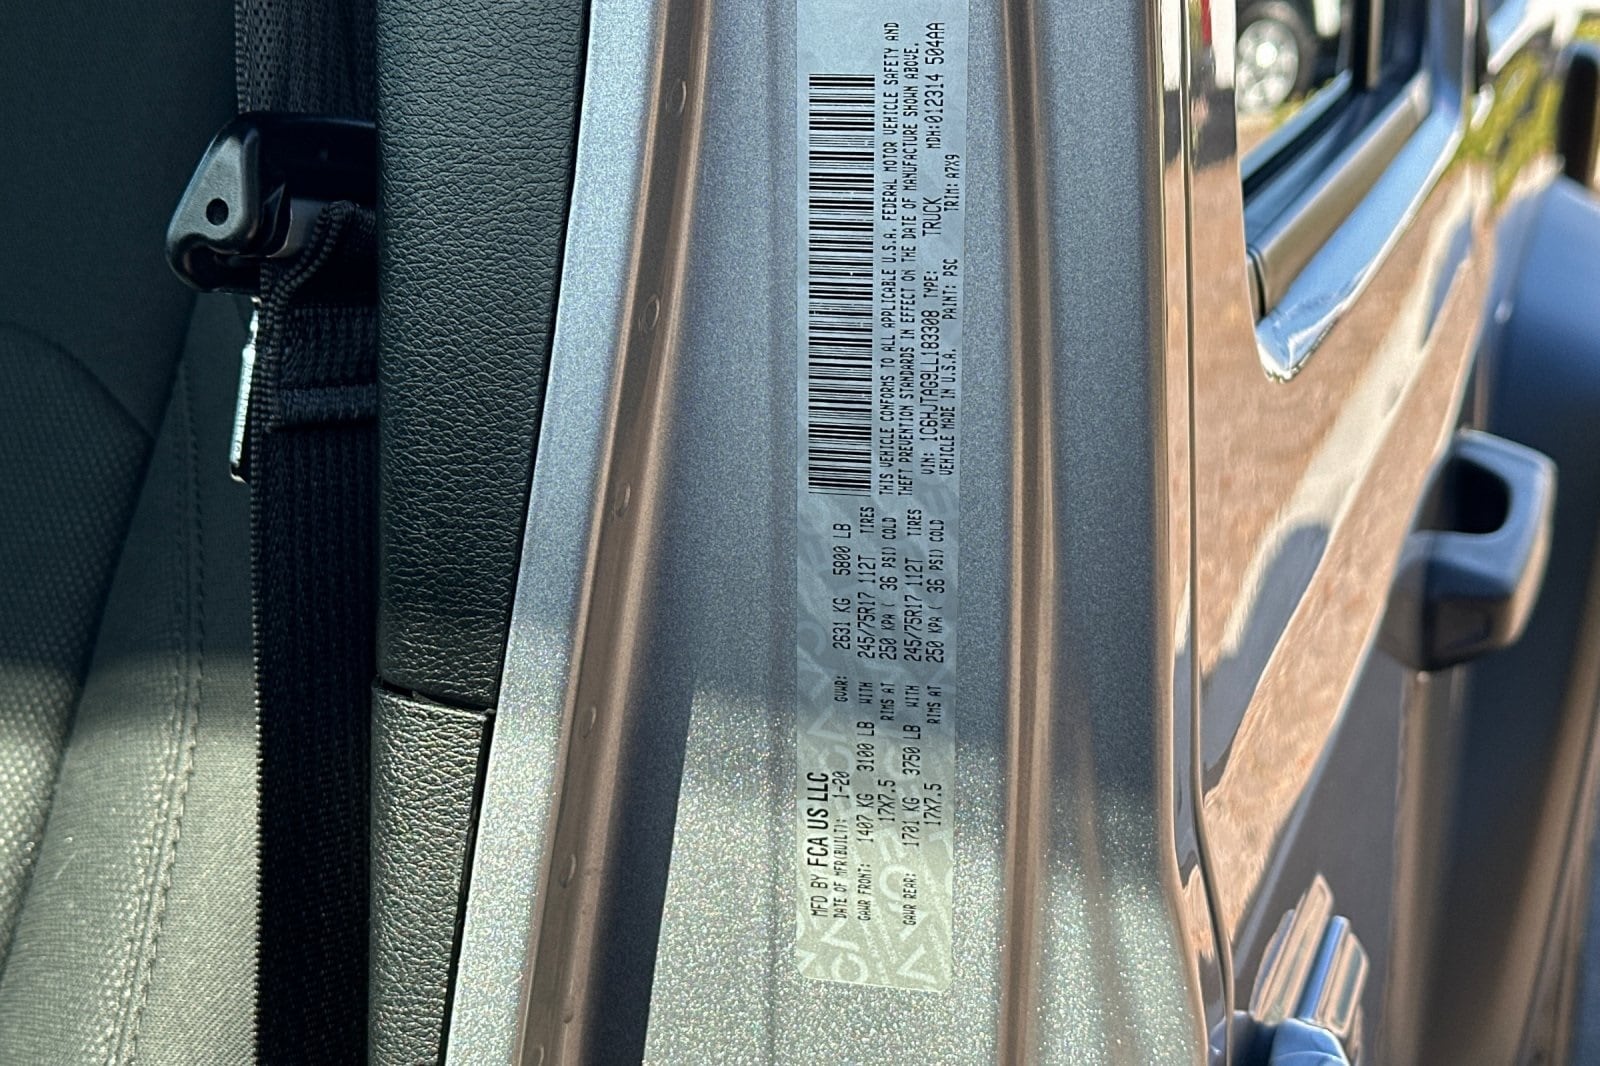 MFD BY FCA US LLC
DATE OF MFR(BUILT): 1-20 GVWR: 2631 KG 5800 LB
GAWR FRONT: 1407 KG 3100 LB WITH 245/75R17 112T TIRES
17X7.5 RIMS AT 250 KPA ( 36 PSI) COLD
GAWR REAR: 1701 KG 3750 LB WITH 245/75R17 112T TIRES
17X7.5 RIMS AT 250 KPA ( 36 PSI) COLD
THIS VEHICLE CONFORMS TO ALL APPLICABLE U.S.A. FEDERAL MOTOR VEHICLE SAFETY AND
THEFT PREVENTION STANDARDS IN EFFECT ON THE DATE OF MANUFACTURE SHOWN ABOVE.
VIN: 1C6HJTAG9LL183308 TYPE: TRUCK MDH:012314 504AA
VEHICLE MADE IN U.S.A. PAINT: PSC TRIM: A7X9